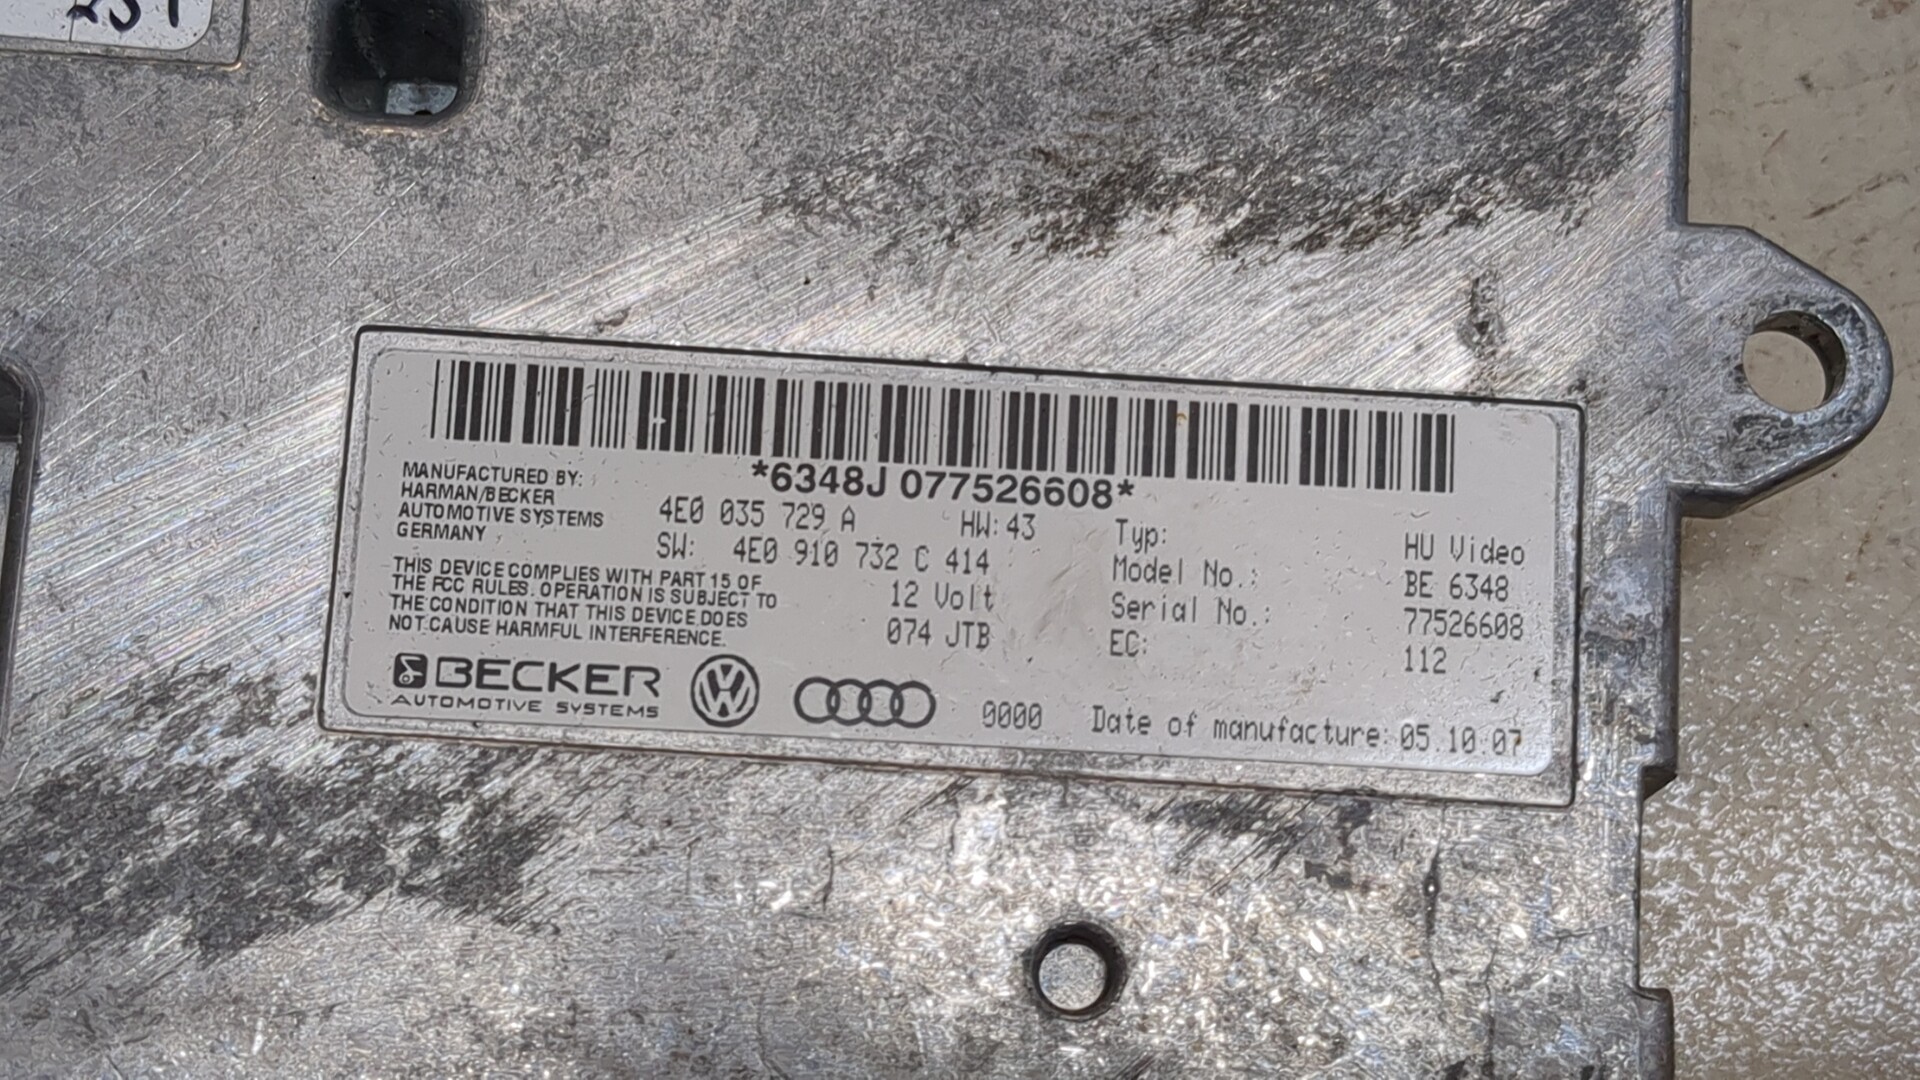 *6348J 077526608*
MANUFACTURED BY:
HARMAN/BECKER
AUTOMOTIVE SYSTEMS
GERMANY
4E0 035 729 A HW: 43
SW: 4E0 910 732 C 414
12 Volt
074 JTB
THIS DEVICE COMPLIES WITH PART 15 OF
THE FCC RULES. OPERATION IS SUBJECT TO
THE CONDITION THAT THIS DEVICE DOES
NOT CAUSE HARMFUL INTERFERENCE.
Typ: HU Video
Model No.: BE 6348
Serial No.: 77526608
EC: 112
BECKER
AUTOMOTIVE SYSTEMS
0000 Date of manufacture: 05.10.07